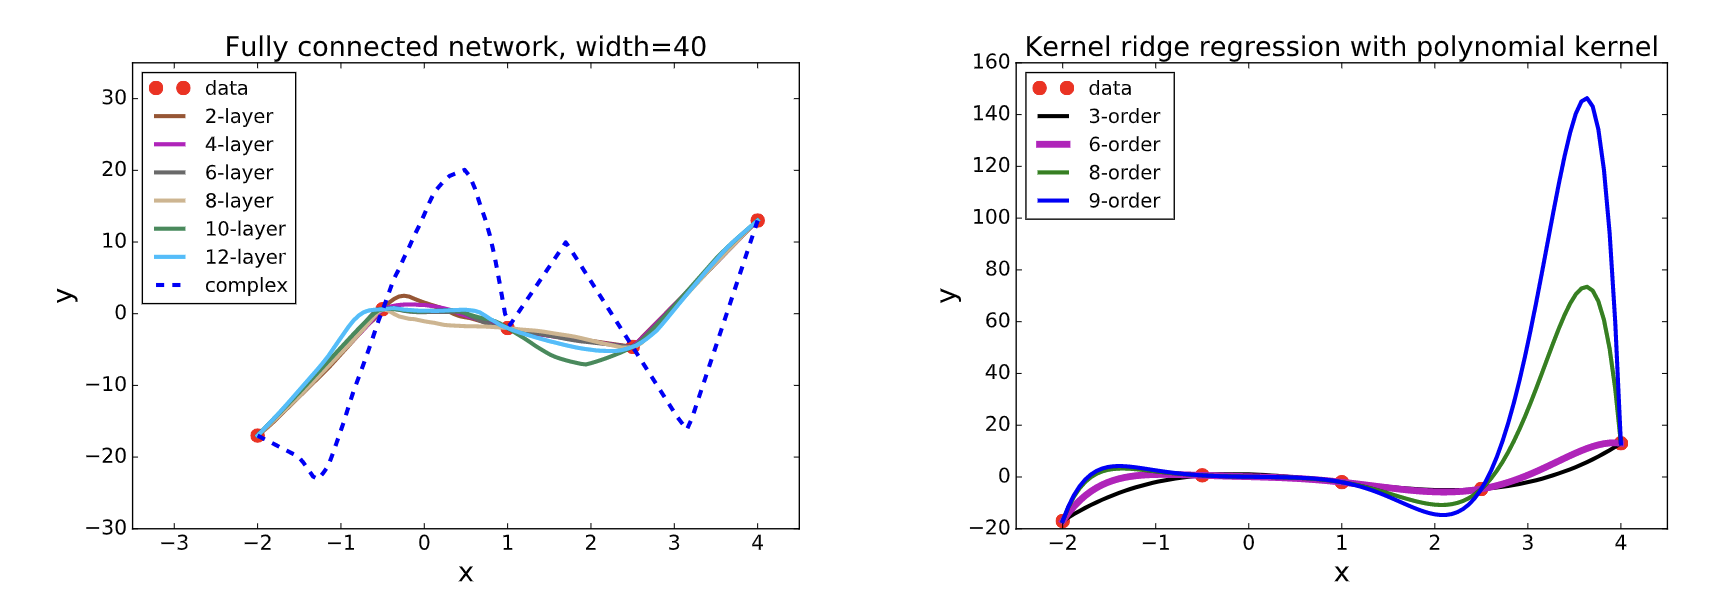 Fully connected network, width=40
data
2-layer
4-layer
6-layer
8-layer
10-layer
12-layer
complex
30
20
10
0
−10
−20
−30
−3
−2
−1
0
1
2
3
4
x
y
Kernel ridge regression with polynomial kernel
data
3-order
6-order
8-order
9-order
160
140
120
100
80
60
40
20
0
−20
−2
−1
0
1
2
3
4
x
y